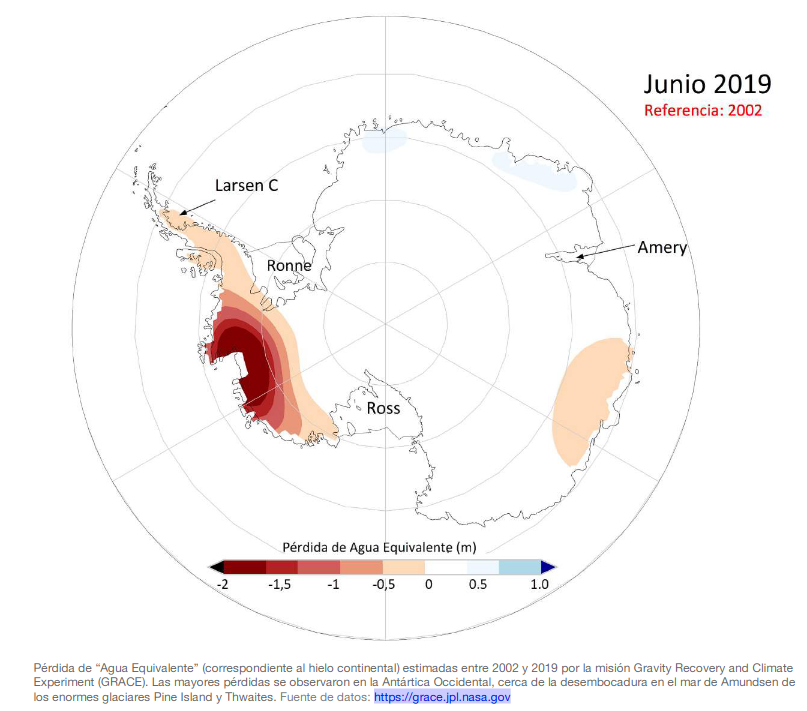 Junio 2019
Referencia: 2002
Larsen C
Ronne
Amery
Ross
Pérdida de Agua Equivalente (m)
-2 -1,5 -1 -0,5 0 0.5 1.0
Pérdida de “Agua Equivalente” (correspondiente al hielo continental) estimadas entre 2002 y 2019 por la misión Gravity Recovery and Climate
Experiment (GRACE). Las mayores pérdidas se observaron en la Antártica Occidental, cerca de la desembocadura en el mar de Amundsen de
los enormes glaciares Pine Island y Thwaites. Fuente de datos: https://grace.jpl.nasa.gov